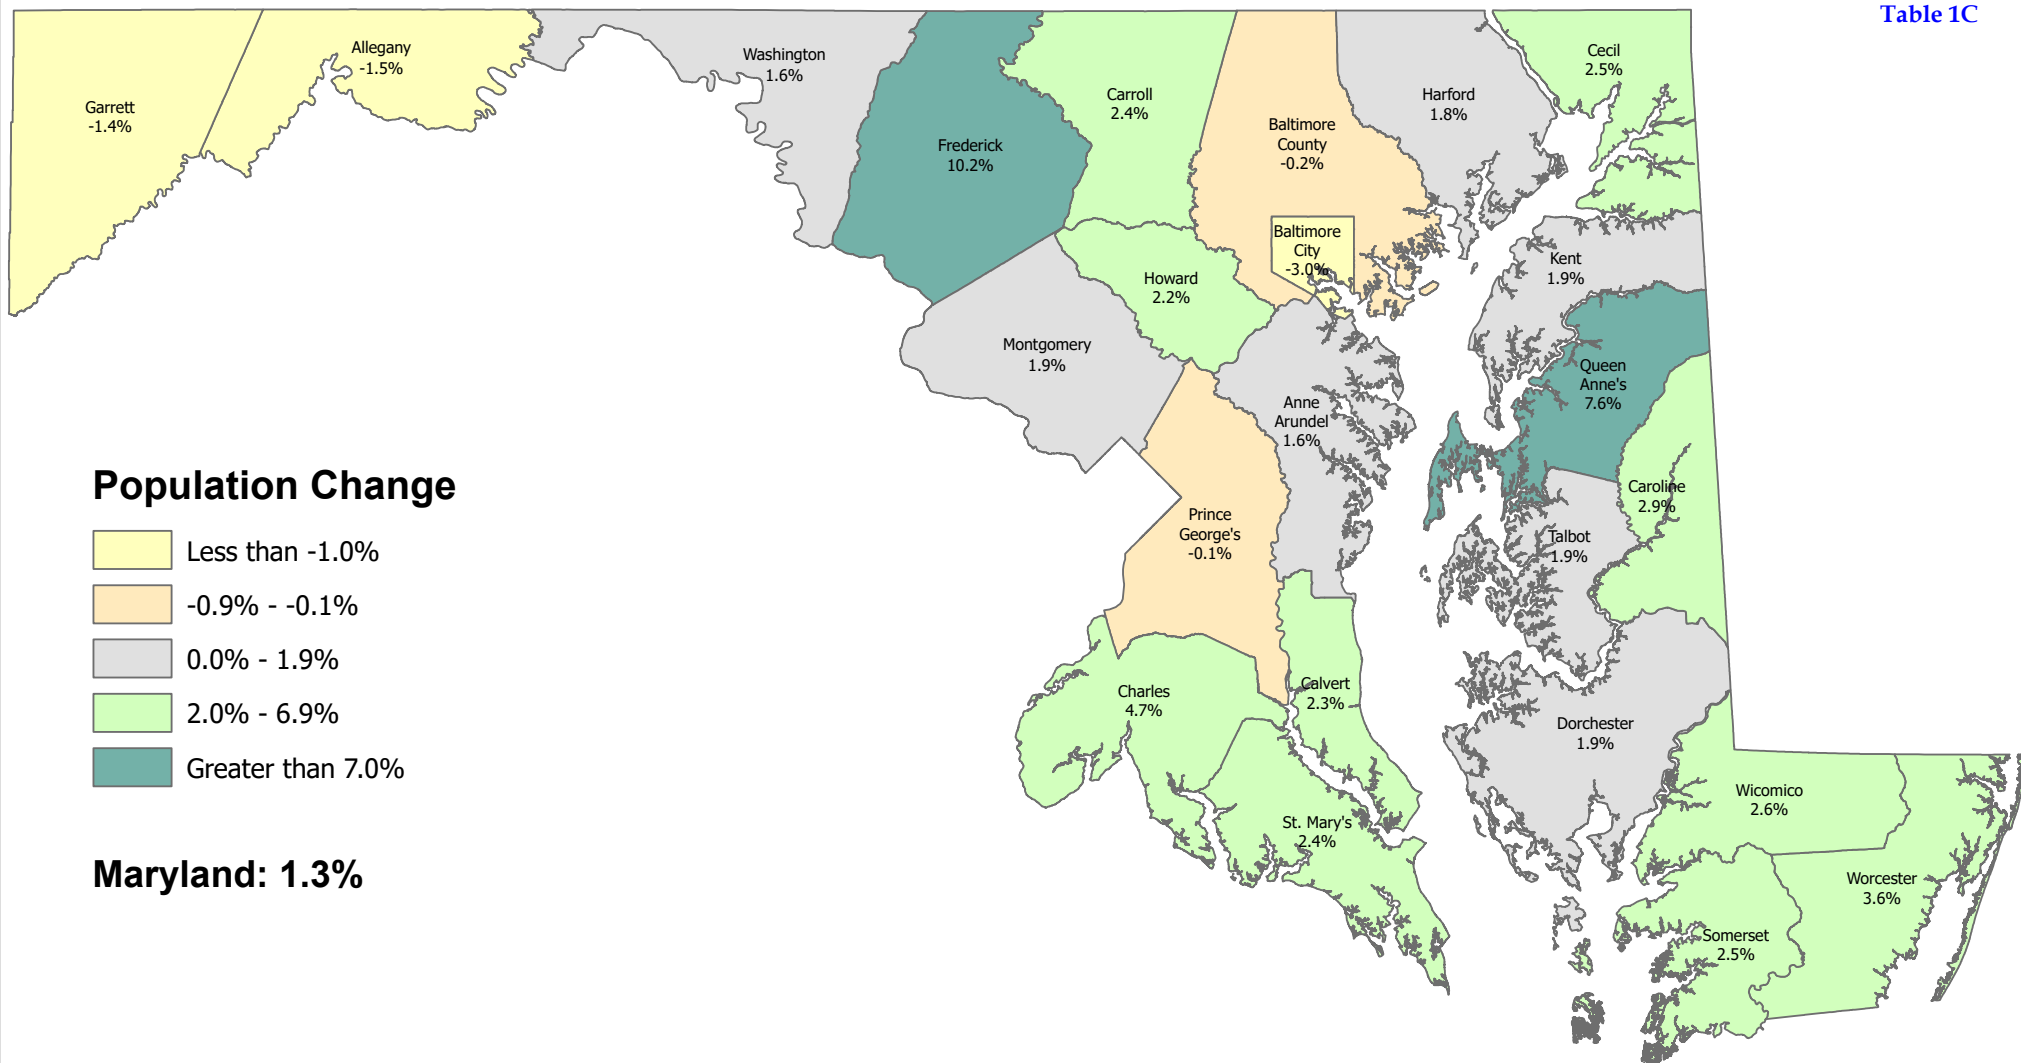 Table 1C
Garrett
-1.4%
Allegany
-1.5%
Washington
1.6%
Frederick
10.2%
Carroll
2.4%
Baltimore
County
-0.2%
Baltimore
City
-3.0%
Harford
1.8%
Cecil
2.5%
Kent
1.9%
Howard
2.2%
Montgomery
1.9%
Anne
Arundel
1.6%
Queen
Anne's
7.6%
Caroline
2.9%
Talbot
1.9%
Prince
George's
-0.1%
Charles
4.7%
Calvert
2.3%
St. Mary's
2.4%
Dorchester
1.9%
Wicomico
2.6%
Worcester
3.6%
Somerset
2.5%
Population Change
Less than -1.0%
-0.9% - -0.1%
0.0% - 1.9%
2.0% - 6.9%
Greater than 7.0%
Maryland: 1.3%